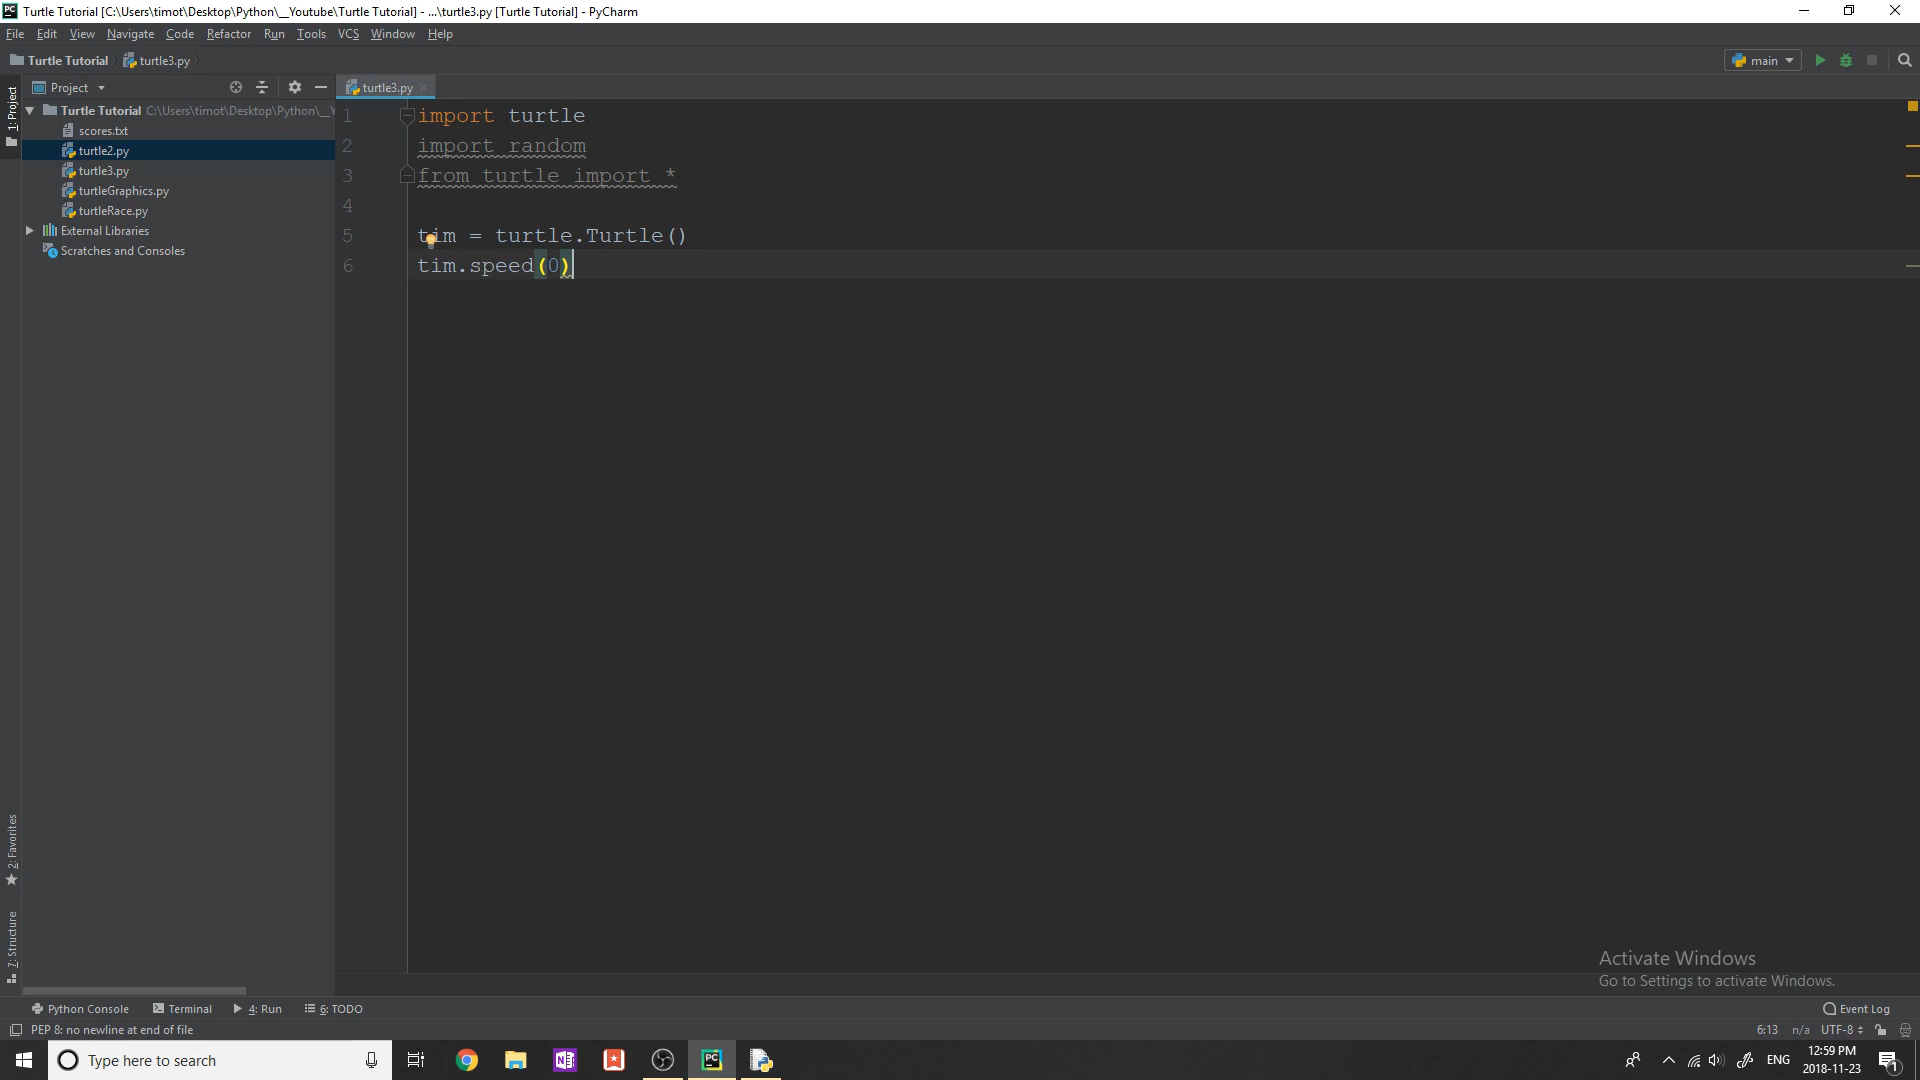 Turtle Tutorial [C:\Users\timot\Desktop\Python\__Youtube\Turtle Tutorial] - ...\turtle3.py [Turtle Tutorial] - PyCharm
File Edit View Navigate Code Refactor Run Tools VCS Window Help
Turtle Tutorial turtle3.py
main
1: Project
Project
turtle3.py
Turtle Tutorial C:\Users\timot\Desktop\Python\__Y
scores.txt
turtle2.py
turtle3.py
turtleGraphics.py
turtleRace.py
External Libraries
Scratches and Consoles
1 import turtle
2 import random
3 from turtle import *
4
5 tim = turtle.Turtle()
6 tim.speed(0)
2: Favorites
7: Structure
Activate Windows
Go to Settings to activate Windows.
Python Console Terminal 4: Run 6: TODO Event Log
PEP 8: no newline at end of file 6:13 n/a UTF-8
Type here to search
ENG
12:59 PM
2018-11-23
1